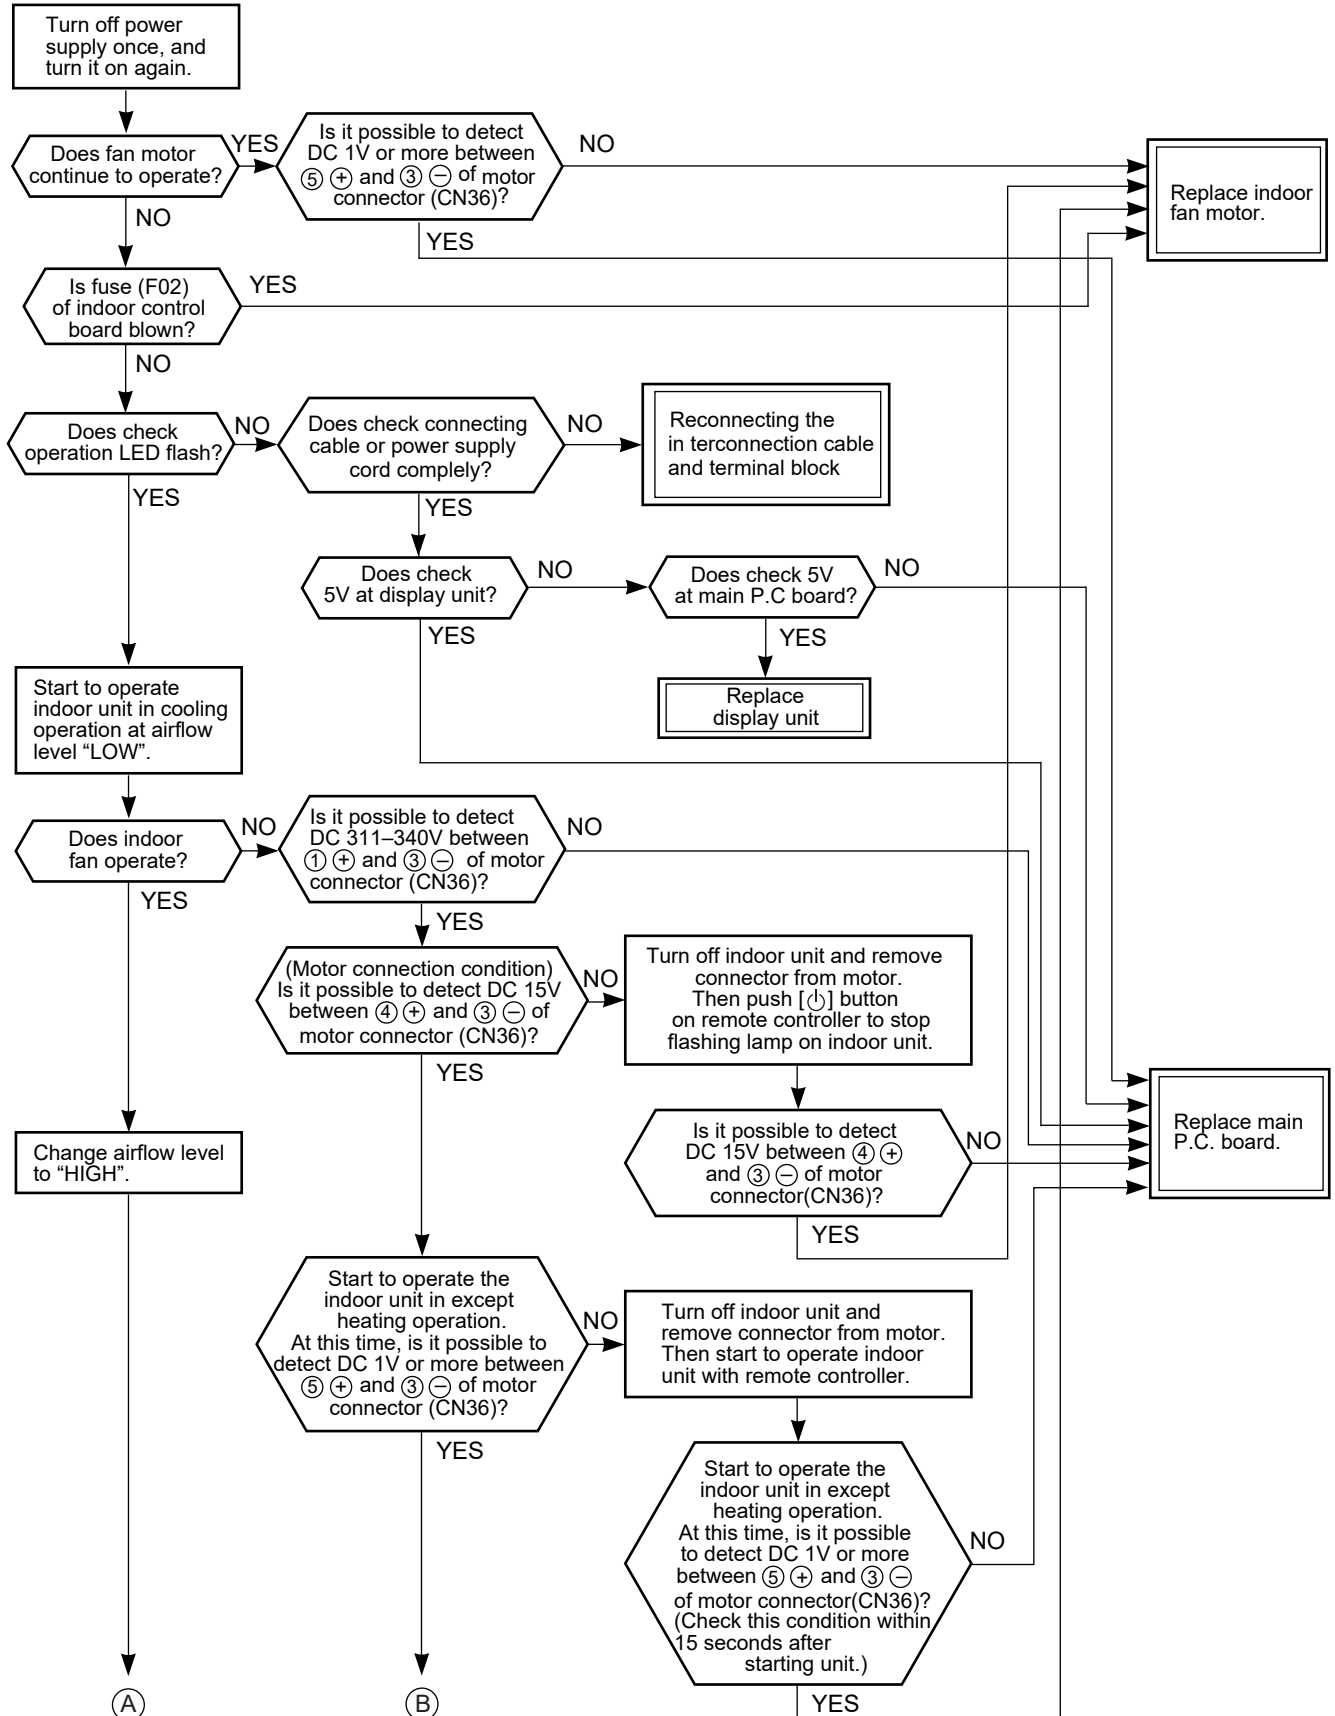 Turn off power
supply once, and
turn it on again.
Does fan motor
continue to operate?
YES
Is it possible to detect
DC 1V or more between
⑤ ⊕ and ③ ⊖ of motor
connector (CN36)?
NO
Replace indoor
fan motor.
NO
YES
Is fuse (F02)
of indoor control
board blown?
YES
NO
Does check
operation LED flash?
NO
Does check connecting
cable or power supply
cord complely?
NO
Reconnecting the
in terconnection cable
and terminal block
YES
YES
Does check
5V at display unit?
NO
Does check 5V
at main P.C board?
NO
YES
YES
Replace
display unit
Start to operate
indoor unit in cooling
operation at airflow
level “LOW”.
Does indoor
fan operate?
NO
Is it possible to detect
DC 311–340V between
① ⊕ and ③ ⊖ of motor
connector (CN36)?
NO
YES
YES
(Motor connection condition)
Is it possible to detect DC 15V
between ④ ⊕ and ③ ⊖ of
motor connector (CN36)?
NO
Turn off indoor unit and remove
connector from motor.
Then push [⏻] button
on remote controller to stop
flashing lamp on indoor unit.
YES
Change airflow level
to “HIGH”.
Is it possible to detect
DC 15V between ④ ⊕
and ③ ⊖ of motor
connector(CN36)?
NO
Replace main
P.C. board.
YES
Start to operate the
indoor unit in except
heating operation.
At this time, is it possible to
detect DC 1V or more between
⑤ ⊕ and ③ ⊖ of motor
connector (CN36)?
NO
Turn off indoor unit and
remove connector from motor.
Then start to operate indoor
unit with remote controller.
YES
Start to operate the
indoor unit in except
heating operation.
At this time, is it possible
to detect DC 1V or more
between ⑤ ⊕ and ③ ⊖
of motor connector(CN36)?
(Check this condition within
15 seconds after
starting unit.)
NO
YES
Ⓐ
Ⓑ